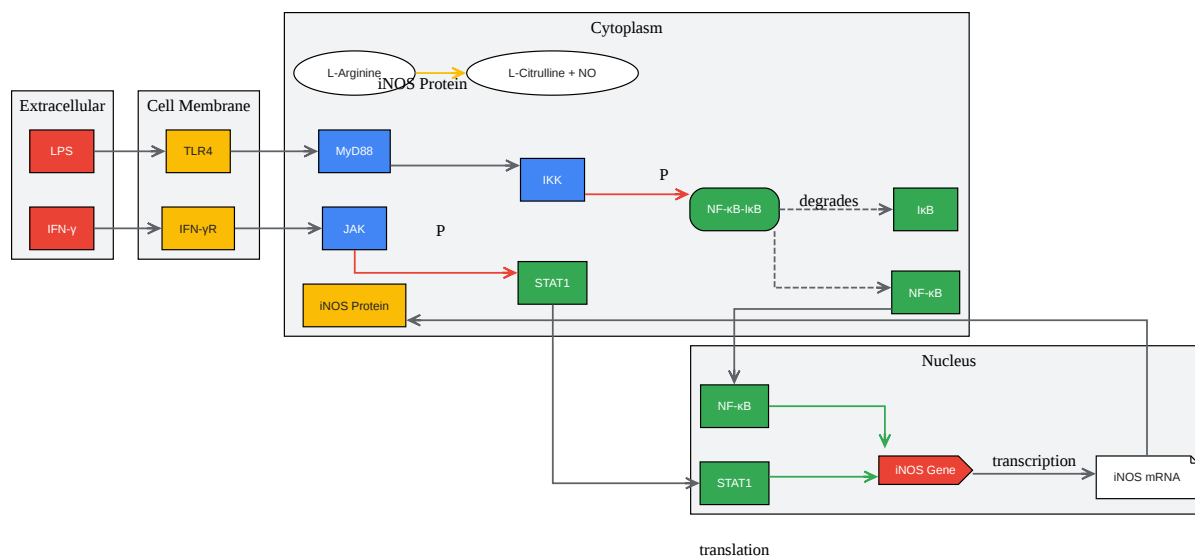 Cytoplasm
L-Arginine
L-Citrulline + NO
iNOS Protein
Extracellular
Cell Membrane
LPS
TLR4
MyD88
IKK
P
NF-κB-IκB
degrades
IκB
IFN-γ
IFN-γR
JAK
P
STAT1
NF-κB
iNOS Protein
Nucleus
NF-κB
iNOS Gene
transcription
iNOS mRNA
STAT1
translation